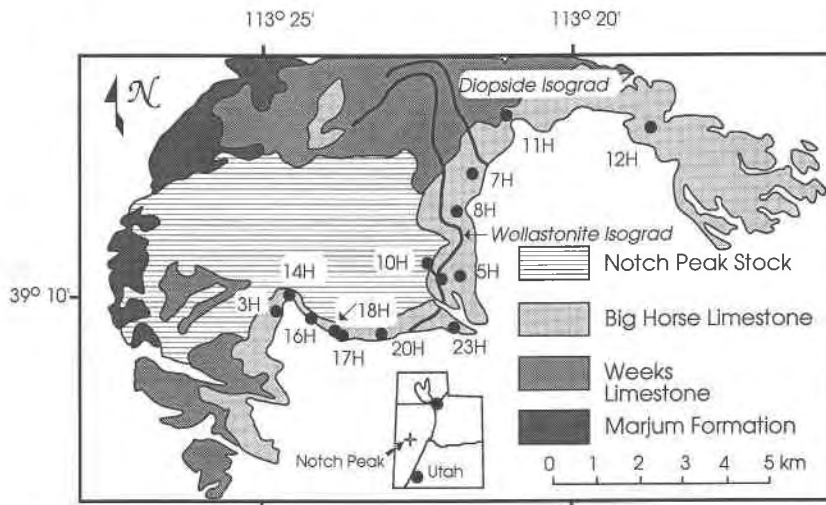 113° 25' 113° 20'
N
Diopside Isograd
11H
12H
7H
8H
Wollastonite Isograd
10H 5H
14H
39° 10'
3H
18H
16H
17H
20H
23H
Notch Peak Stock
Big Horse Limestone
Weeks
Limestone
Marjum Formation
Notch Peak
Utah
0 1 2 3 4 5 km